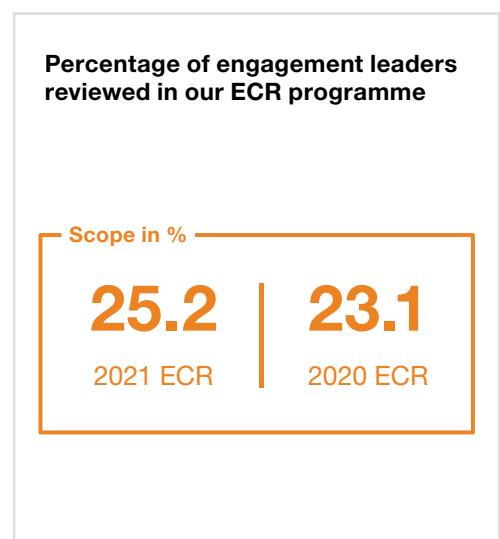 Percentage of engagement leaders
reviewed in our ECR programme
Scope in %
25.2
2021 ECR
23.1
2020 ECR